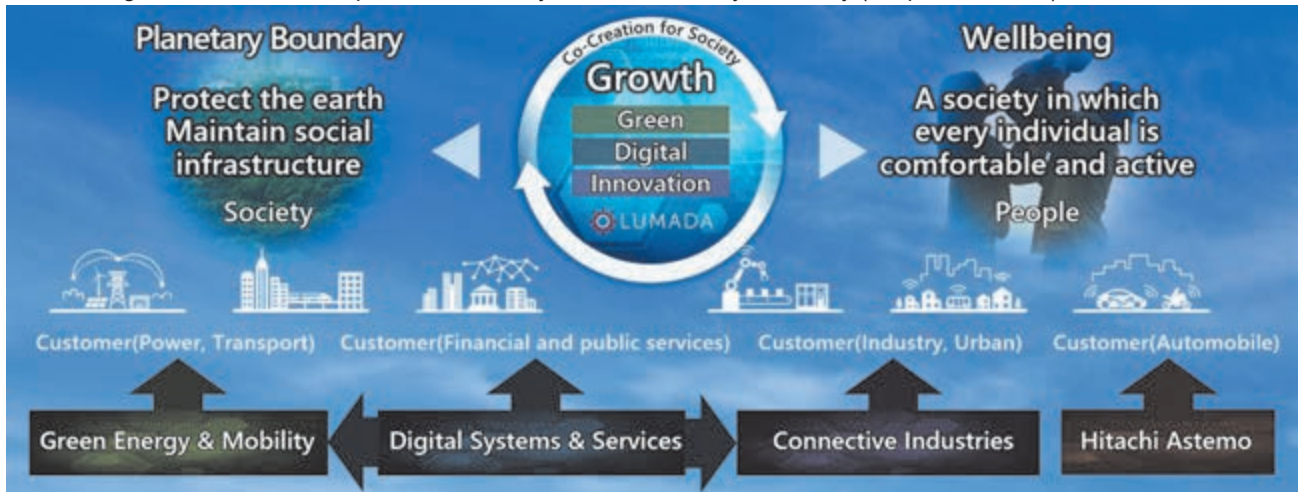 Planetary Boundary
Protect the earth
Maintain social
infrastructure
Society
Co-Creation for Society
Growth
Green
Digital
Innovation
LUMADA
Wellbeing
A society in which
every individual is
comfortable and active
People
Customer(Power, Transport)
Customer(Financial and public services)
Customer(Industry, Urban)
Customer(Automobile)
Green Energy & Mobility
Digital Systems & Services
Connective Industries
Hitachi Astemo